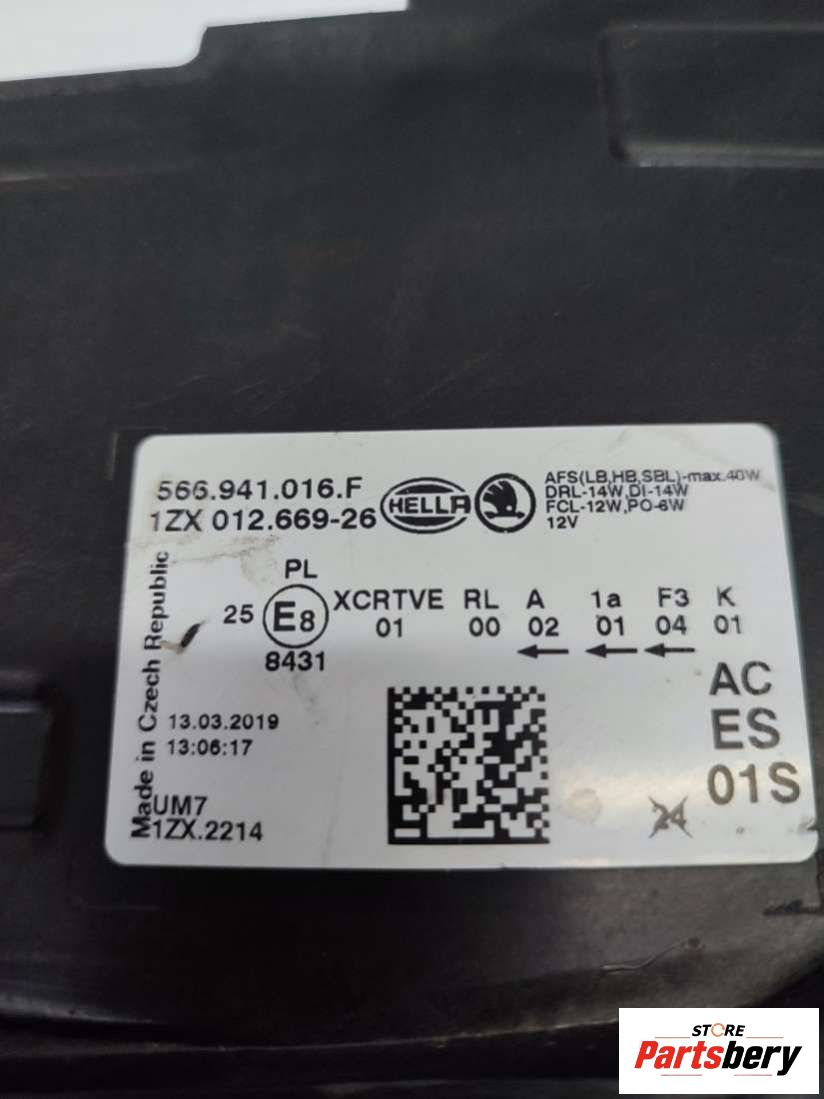 566.941.016.F
1ZX 012.669-26
HELLA
AFS(LB,HB,SBL)-max.40W
DRL-14W,DI-14W
FCL-12W,PO-6W
12V
Made in Czech Republic
PL
25 E8 XCRTVE RL A 1a F3 K
01 00 02 01 04 01
8431
13.03.2019
13:06:17
AC
ES
01S
UM7
1ZX.2214
24
STORE
Partsbery